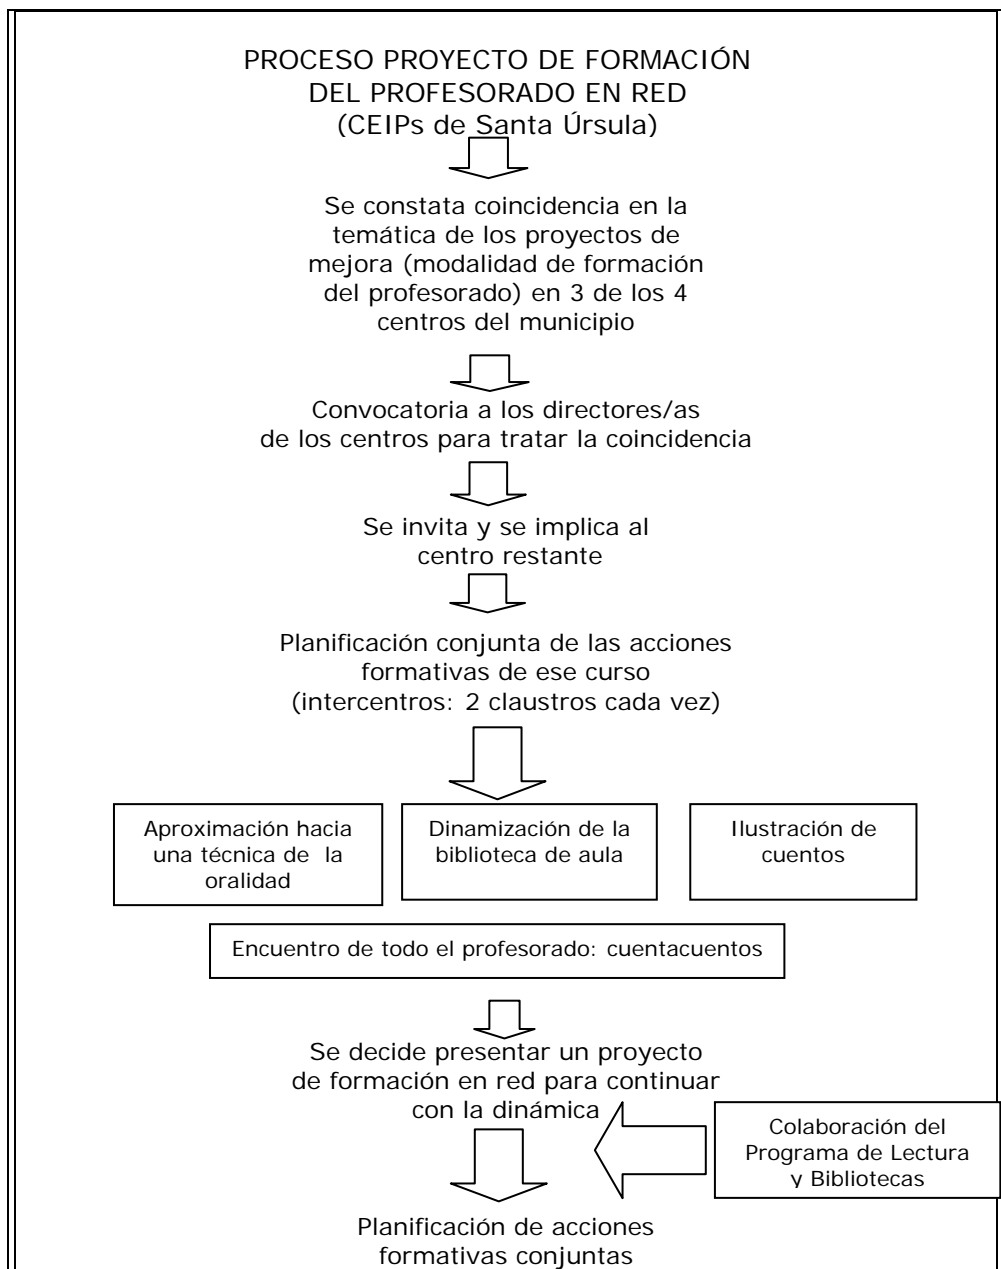 PROCESO PROYECTO DE FORMACIÓN
DEL PROFESORADO EN RED
(CEIPs de Santa Úrsula)
Se constata coincidencia en la
temática de los proyectos de
mejora (modalidad de formación
del profesorado) en 3 de los 4
centros del municipio
Convocatoria a los directores/as
de los centros para tratar la coincidencia
Se invita y se implica al
centro restante
Planificación conjunta de las acciones
formativas de ese curso
(intercentros: 2 claustros cada vez)
Aproximación hacia
una técnica de la
oralidad
Dinamización de la
biblioteca de aula
Ilustración de
cuentos
Encuentro de todo el profesorado: cuentacuentos
Se decide presentar un proyecto
de formación en red para continuar
con la dinámica
Colaboración del
Programa de Lectura
y Bibliotecas
Planificación de acciones
formativas conjuntas